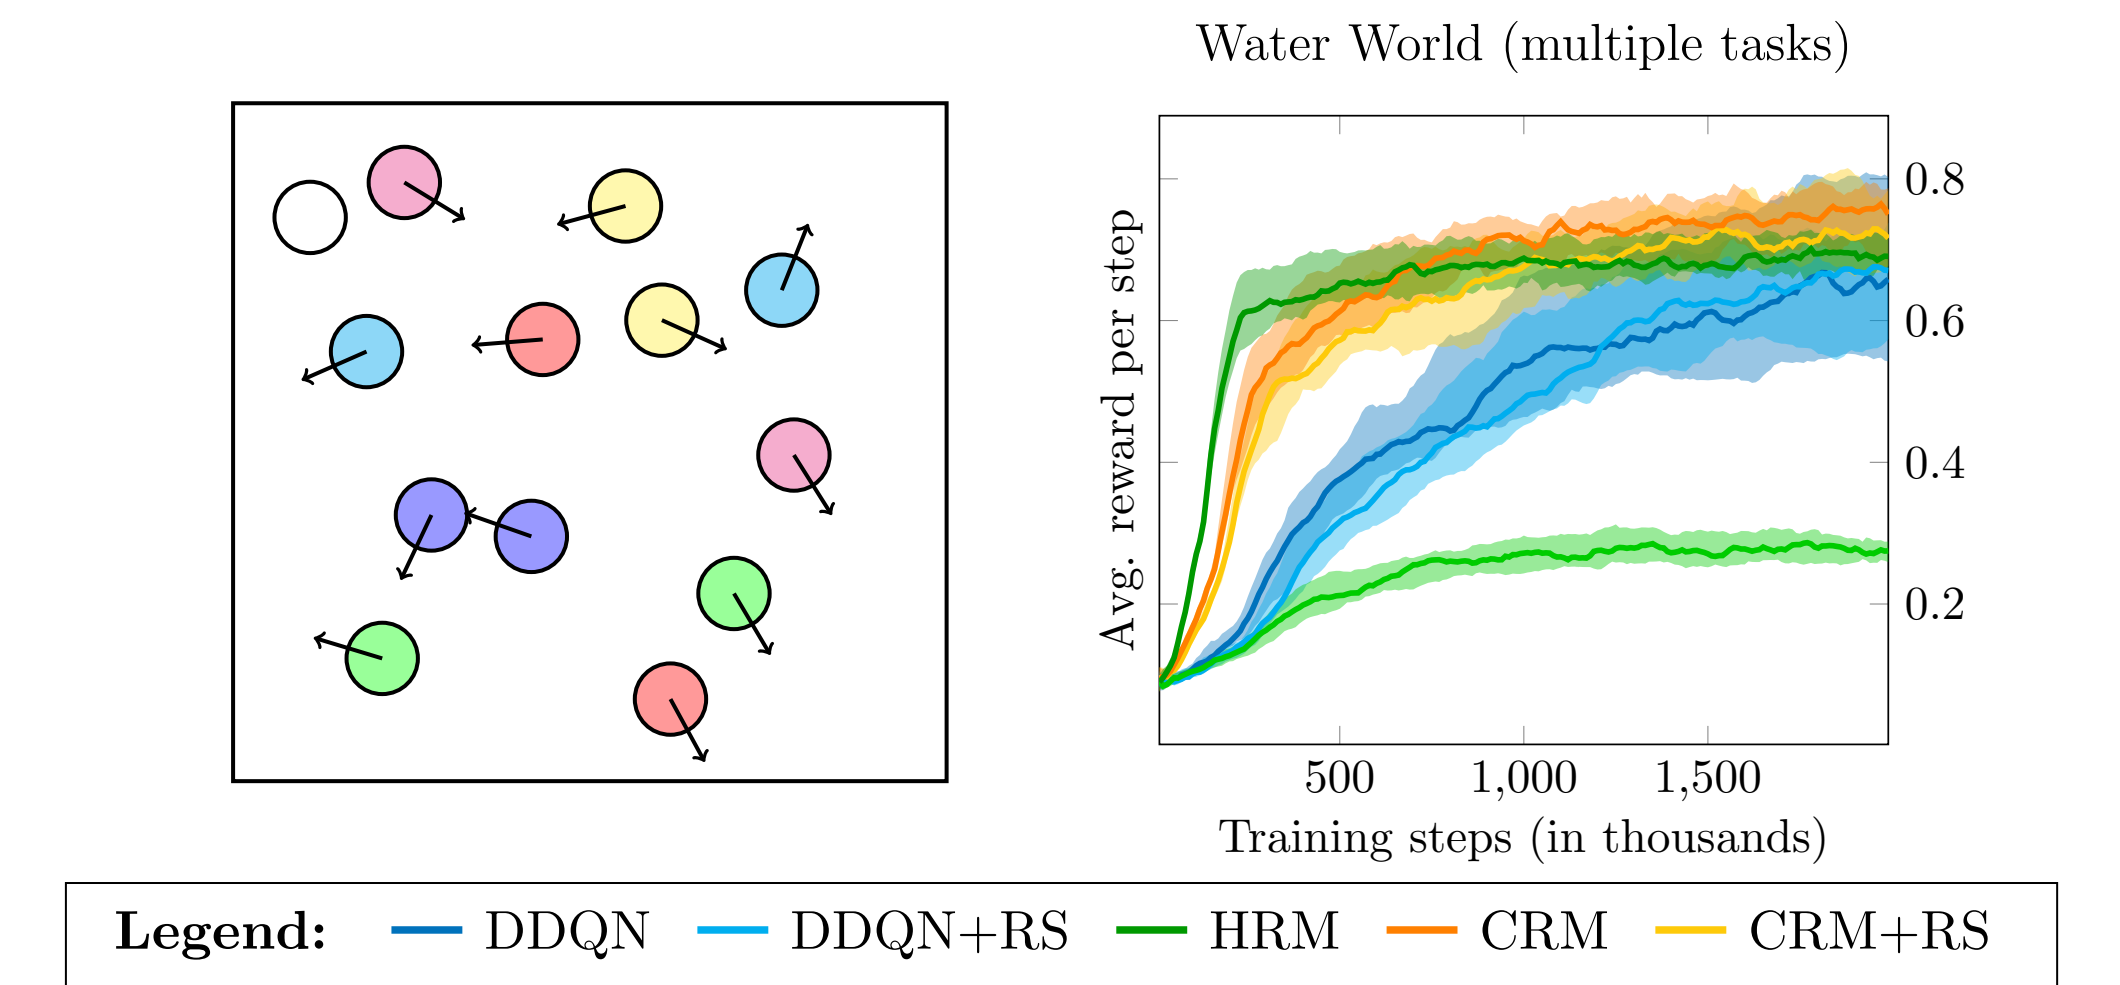 Water World (multiple tasks)
Avg. reward per step
0.8
0.6
0.4
0.2
500 1,000 1,500
Training steps (in thousands)
Legend: DDQN DDQN+RS HRM CRM CRM+RS